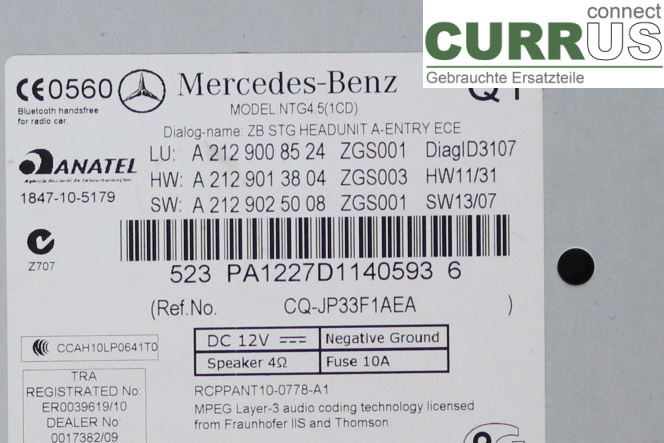 connect
CURRUS
Gebrauchte Ersatzteile
CE0560
Mercedes-Benz
Bluetooth handsfree
for radio car.
MODEL:NTG4.5(1CD)
Dialog-name: ZB STG HEADUNIT A-ENTRY ECE
LU: A 212 900 85 24 ZGS001 DiagID3107
ANATEL
Agência Nacional de Telecomunicações
HW: A 212 901 38 04 ZGS003 HW11/31
1847-10-5179
SW: A 212 902 50 08 ZGS001 SW13/07
Z707
523 PA1227D1140593 6
(Ref.No. CQ-JP33F1AEA )
DC 12V Negative Ground
CCAH10LP0641T0
Speaker 4Ω Fuse 10A
TRA
REGISTRATED No:
ER0039619/10
DEALER No:
0017382/09
RCPPANT10-0778-A1
MPEG Layer-3 audio coding technology licensed
from Fraunhofer IIS and Thomson